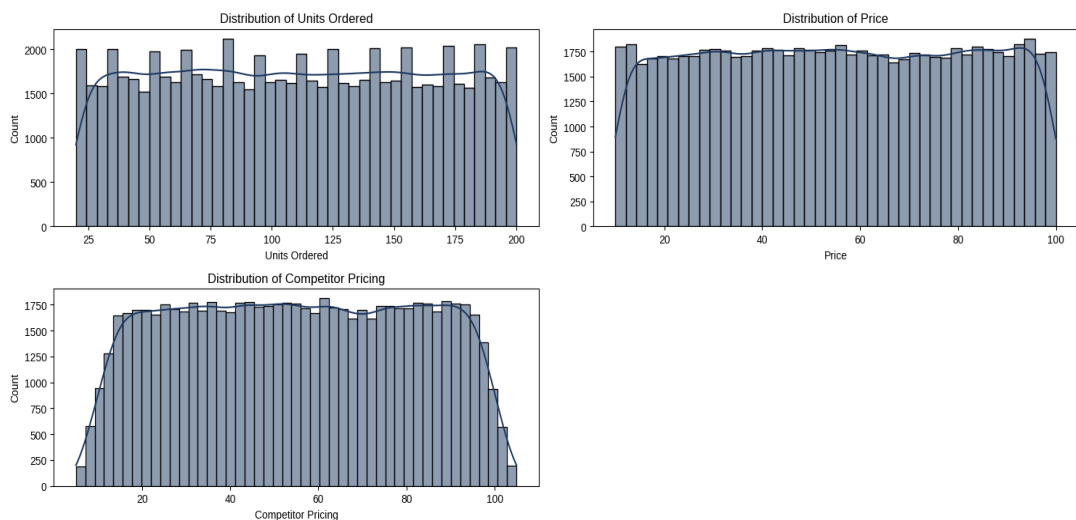 Distribution of Units Ordered
2000
1500
1000
500
0
Count
25 50 75 100 125 150 175 200
Units Ordered
Distribution of Price
1750
1500
1250
1000
750
500
250
0
Count
20 40 60 80 100
Price
Distribution of Competitor Pricing
1750
1500
1250
1000
750
500
250
0
Count
20 40 60 80 100
Competitor Pricing